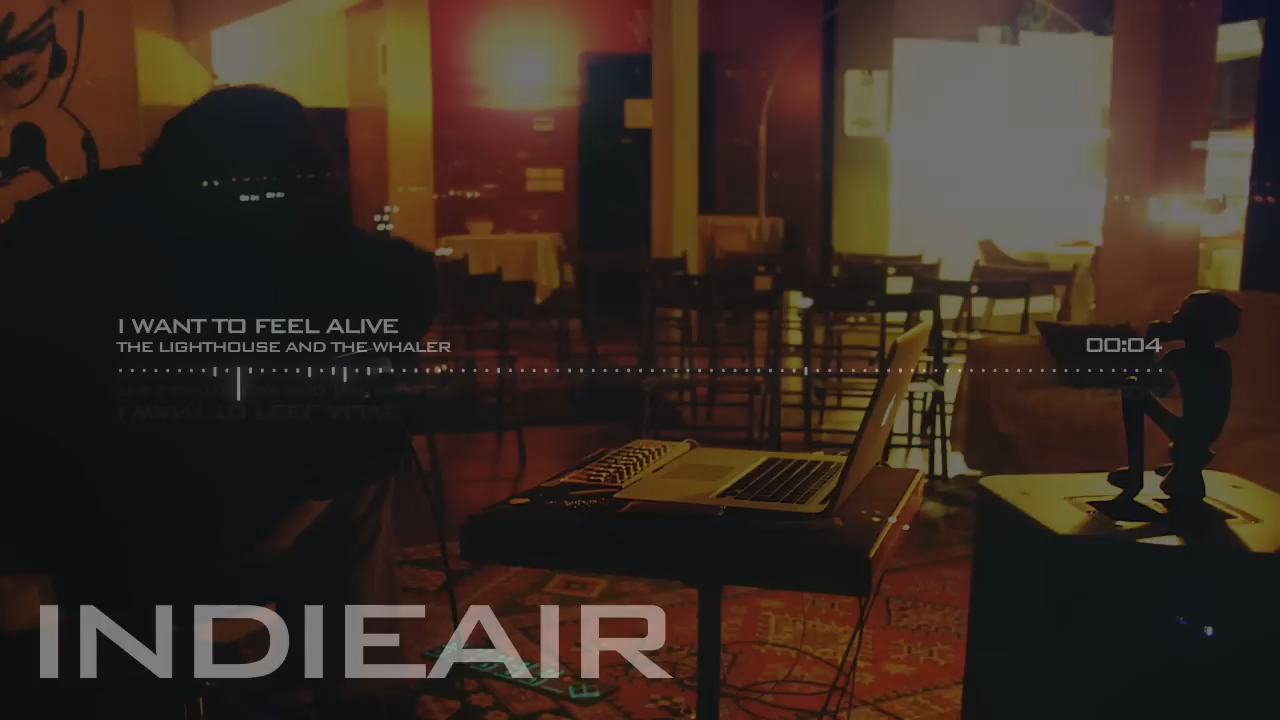 I WANT TO FEEL ALIVE
THE LIGHTHOUSE AND THE WHALER
00:04
INDIEAIR